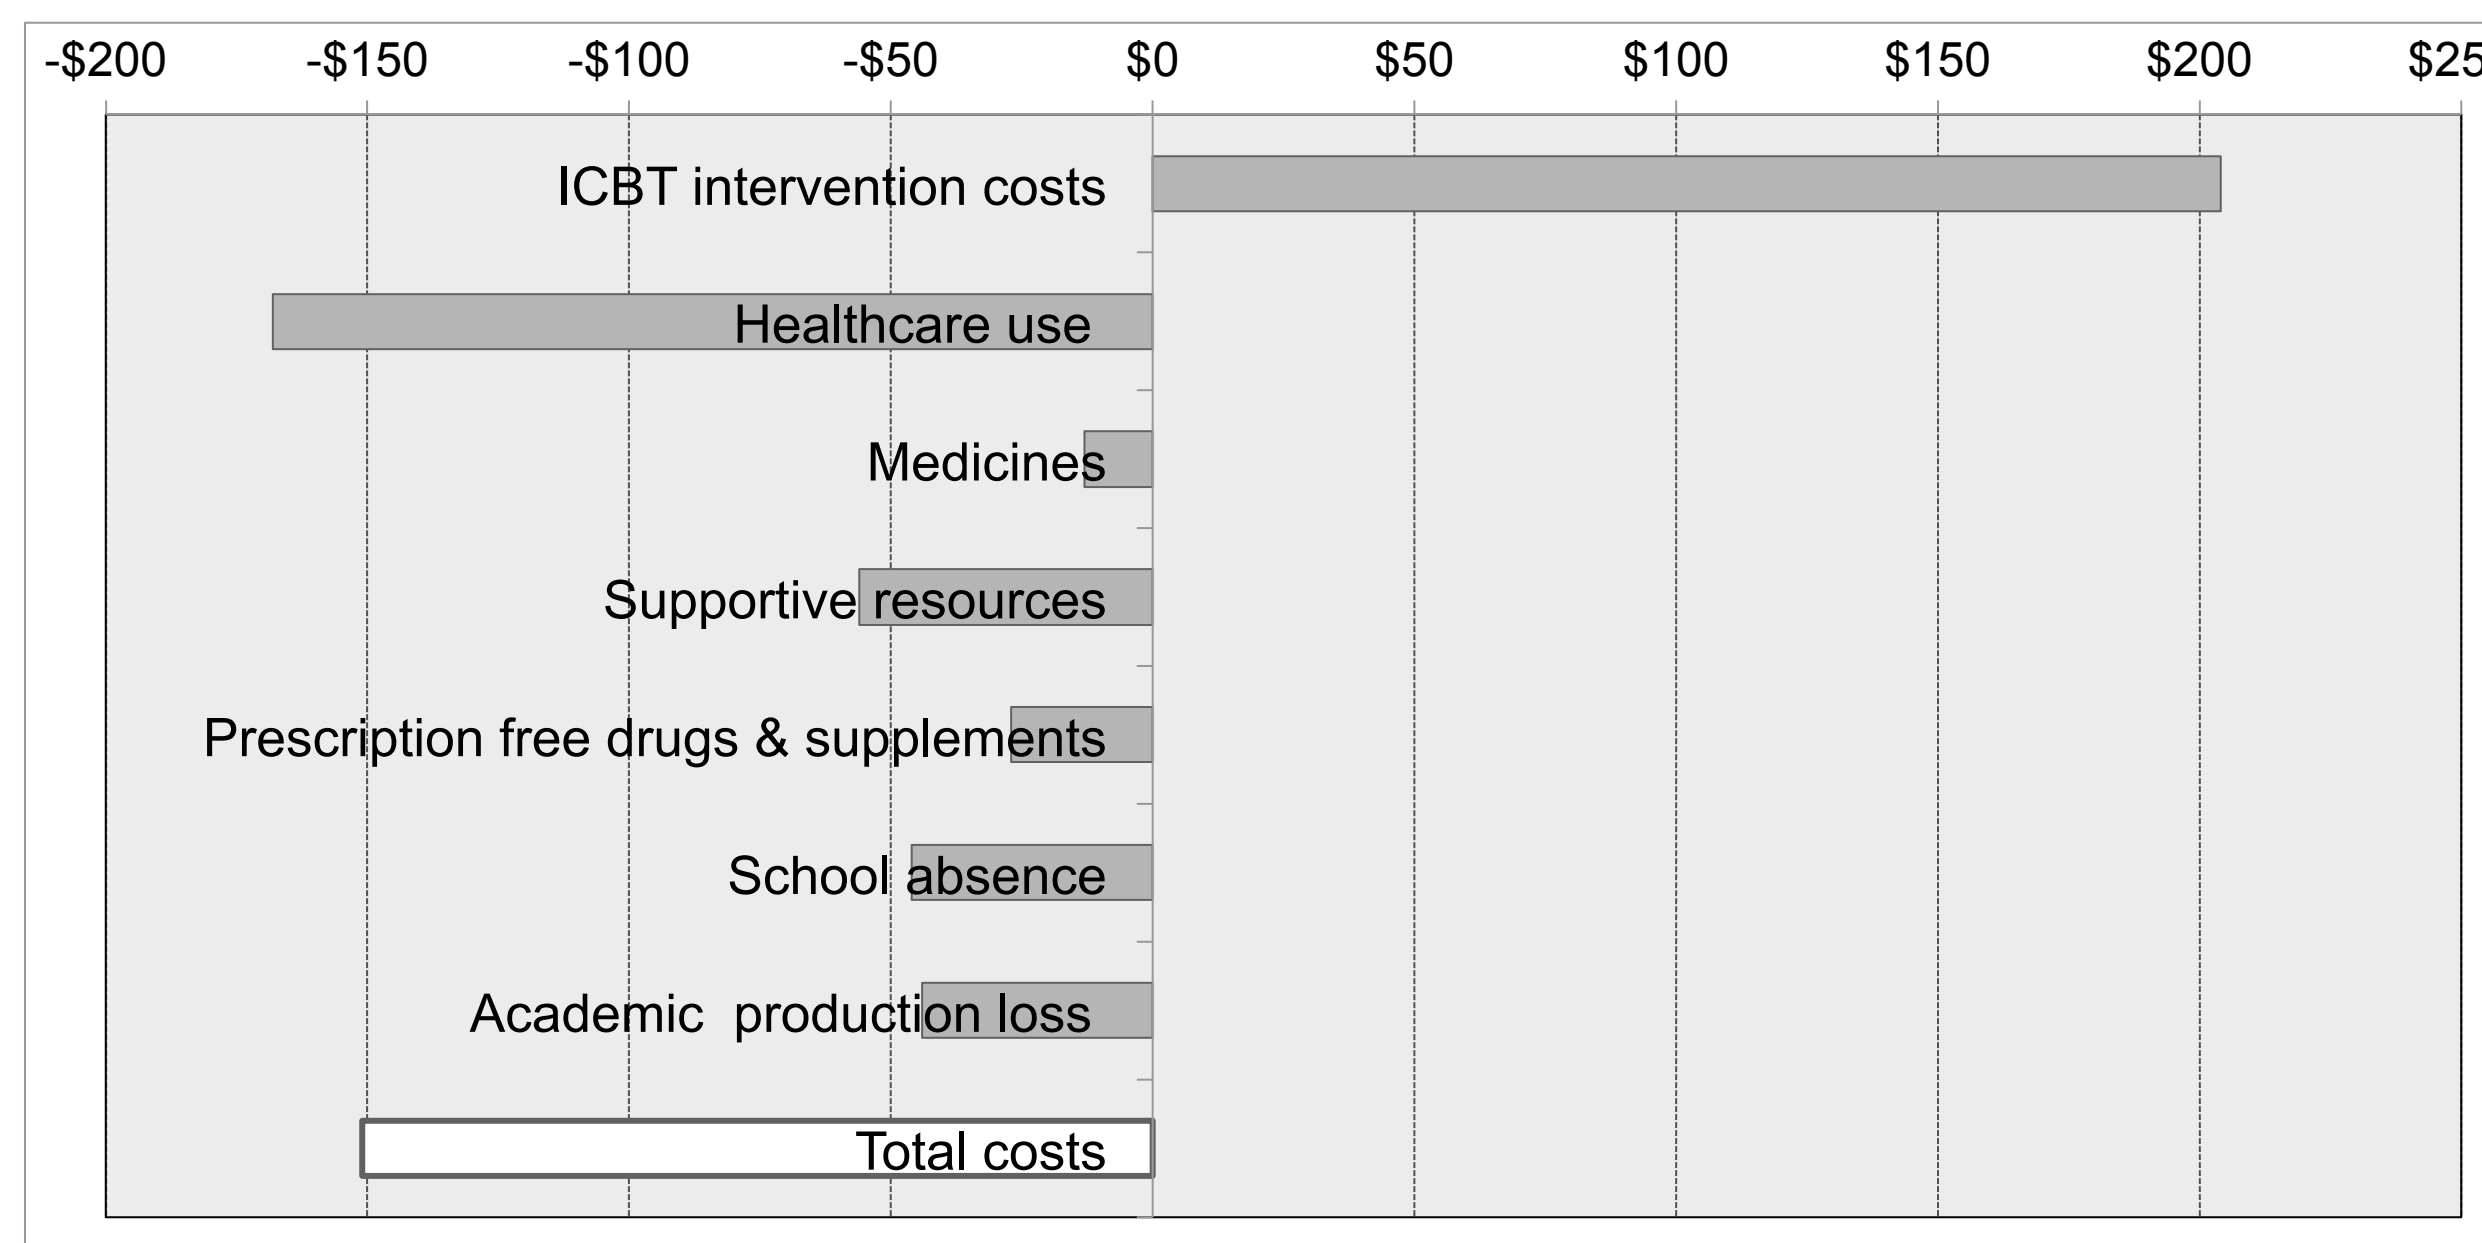 -$200 -$150 -$100 -$50 $0 $50 $100 $150 $200 $25
ICBT intervention costs
Healthcare use
Medicines
Supportive resources
Prescription free drugs & supplements
School absence
Academic  production loss
Total costs